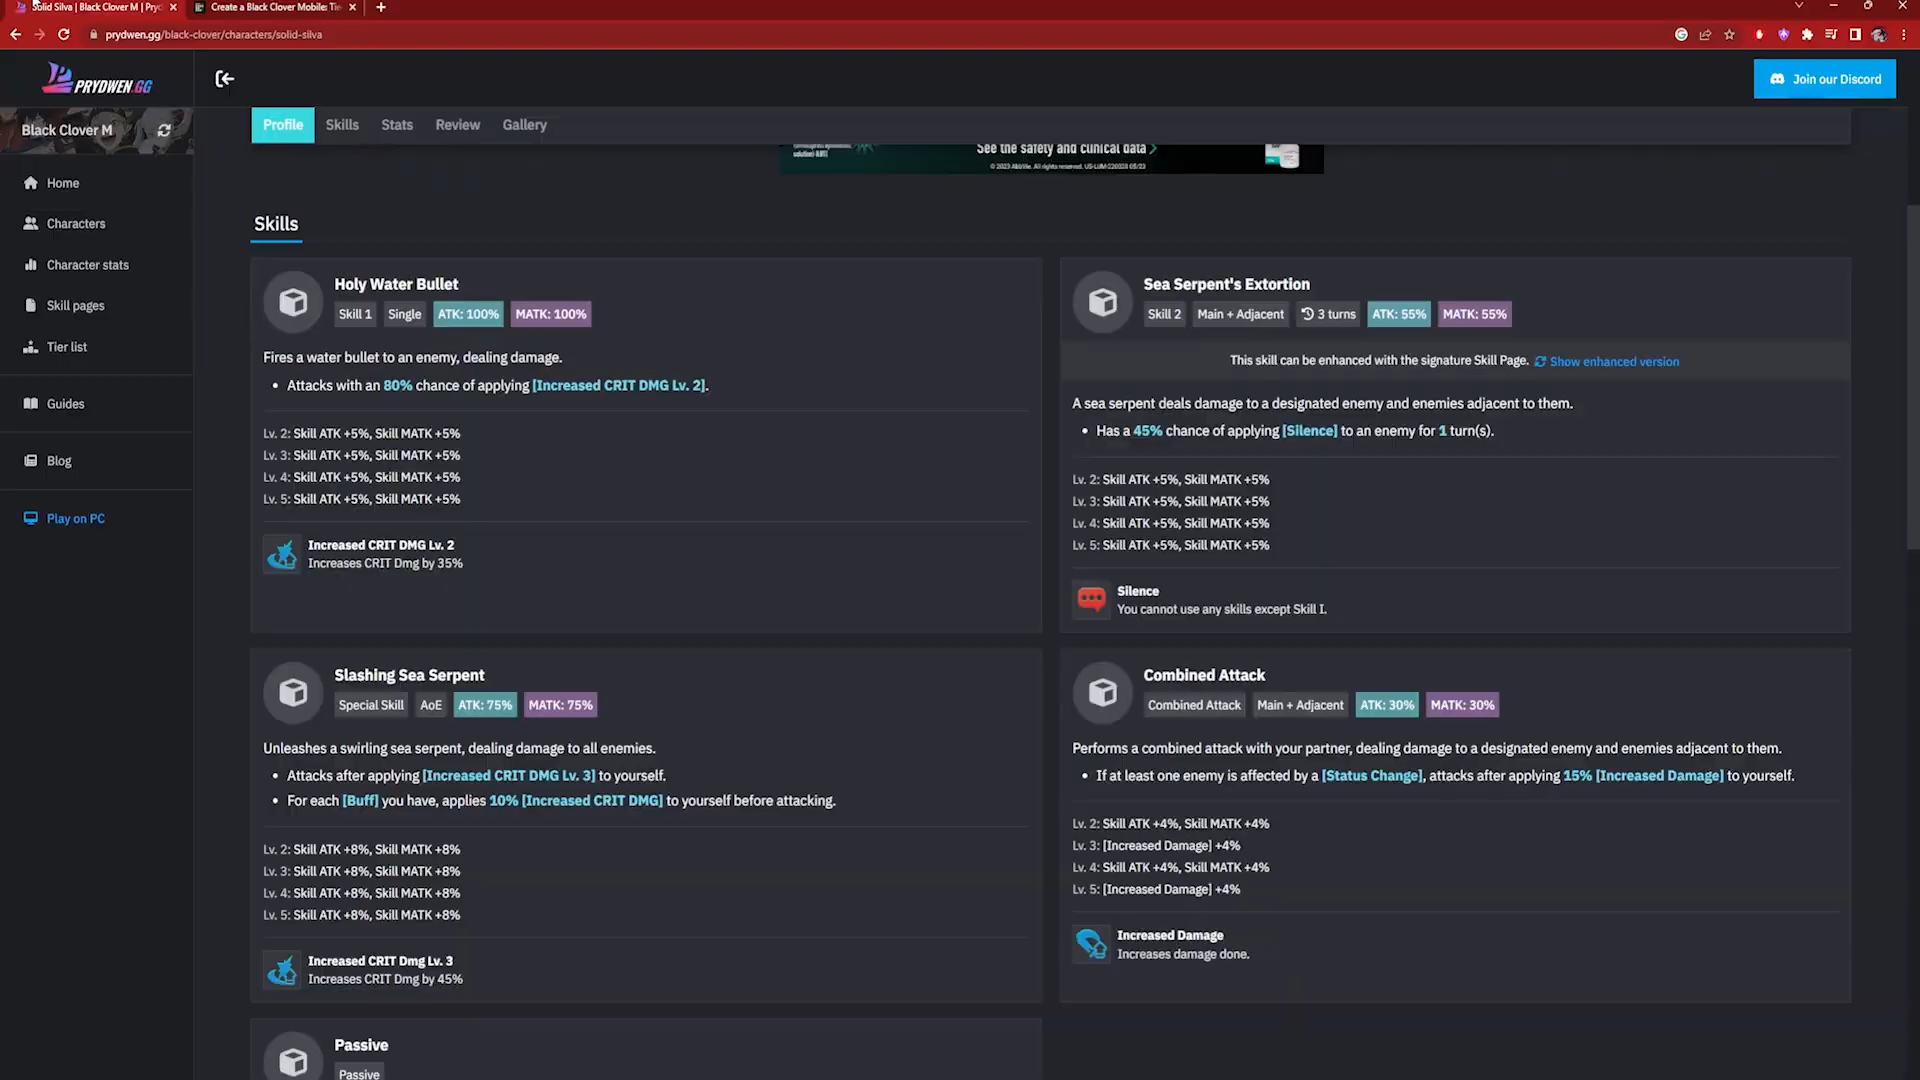 Solid Silva | Black Clover M | Pryd
Create a Black Clover Mobile: Tie
prydwen.gg/black-clover/characters/solid-silva
PRYDWEN.GG
Join our Discord
Black Clover M
Profile
Skills
Stats
Review
Gallery
See the safety and clinical data
© 2023 AbbVie. All rights reserved.
Home
Characters
Character stats
Skill pages
Tier list
Guides
Blog
Play on PC
Skills
Holy Water Bullet
Skill 1 Single ATK: 100% MATK: 100%
Fires a water bullet to an enemy, dealing damage.
• Attacks with an 80% chance of applying [Increased CRIT DMG Lv. 2].
Lv. 2: Skill ATK +5%, Skill MATK +5%
Lv. 3: Skill ATK +5%, Skill MATK +5%
Lv. 4: Skill ATK +5%, Skill MATK +5%
Lv. 5: Skill ATK +5%, Skill MATK +5%
Increased CRIT DMG Lv. 2
Increases CRIT Dmg by 35%
Sea Serpent's Extortion
Skill 2 Main + Adjacent 3 turns ATK: 55% MATK: 55%
This skill can be enhanced with the signature Skill Page. Show enhanced version
A sea serpent deals damage to a designated enemy and enemies adjacent to them.
• Has a 45% chance of applying [Silence] to an enemy for 1 turn(s).
Lv. 2: Skill ATK +5%, Skill MATK +5%
Lv. 3: Skill ATK +5%, Skill MATK +5%
Lv. 4: Skill ATK +5%, Skill MATK +5%
Lv. 5: Skill ATK +5%, Skill MATK +5%
Silence
You cannot use any skills except Skill I.
Slashing Sea Serpent
Special Skill AoE ATK: 75% MATK: 75%
Unleashes a swirling sea serpent, dealing damage to all enemies.
• Attacks after applying [Increased CRIT DMG Lv. 3] to yourself.
• For each [Buff] you have, applies 10% [Increased CRIT DMG] to yourself before attacking.
Lv. 2: Skill ATK +8%, Skill MATK +8%
Lv. 3: Skill ATK +8%, Skill MATK +8%
Lv. 4: Skill ATK +8%, Skill MATK +8%
Lv. 5: Skill ATK +8%, Skill MATK +8%
Increased CRIT Dmg Lv. 3
Increases CRIT Dmg by 45%
Combined Attack
Combined Attack Main + Adjacent ATK: 30% MATK: 30%
Performs a combined attack with your partner, dealing damage to a designated enemy and enemies adjacent to them.
• If at least one enemy is affected by a [Status Change], attacks after applying 15% [Increased Damage] to yourself.
Lv. 2: Skill ATK +4%, Skill MATK +4%
Lv. 3: [Increased Damage] +4%
Lv. 4: Skill ATK +4%, Skill MATK +4%
Lv. 5: [Increased Damage] +4%
Increased Damage
Increases damage done.
Passive
Passive